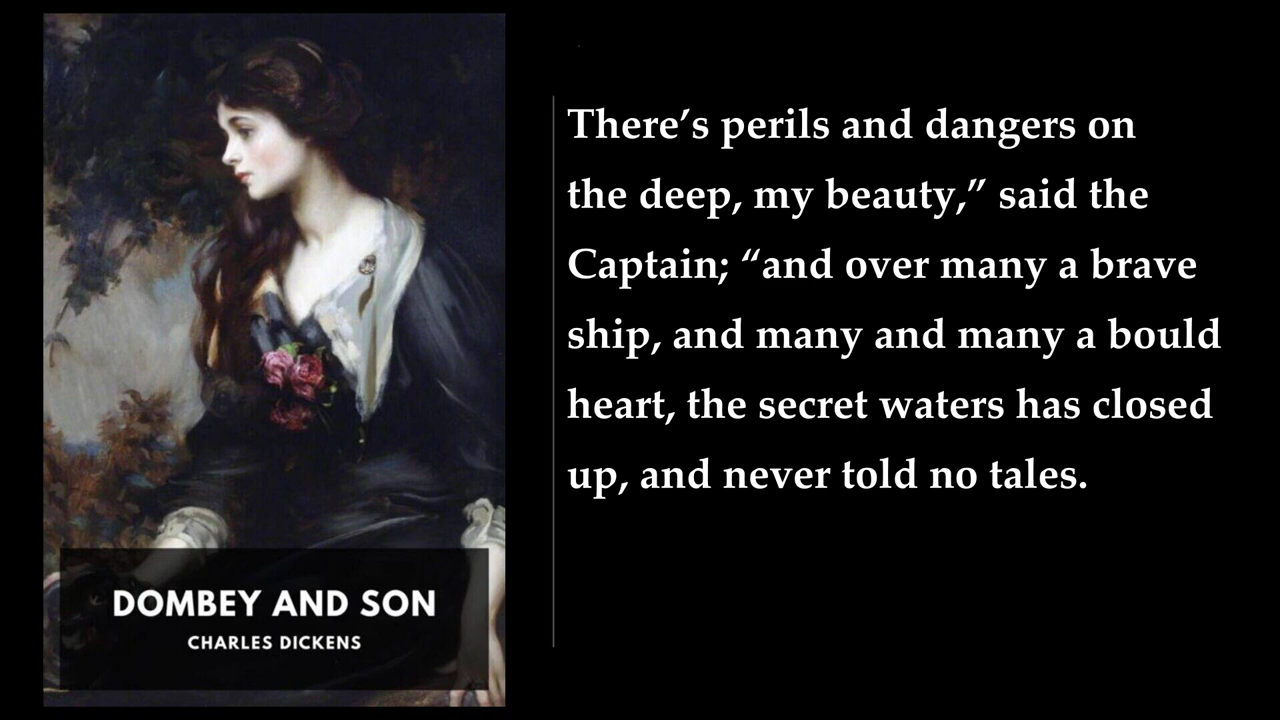 There’s perils and dangers on
the deep, my beauty,” said the
Captain; “and over many a brave
ship, and many and many a bould
heart, the secret waters has closed
up, and never told no tales.
DOMBEY AND SON
CHARLES DICKENS